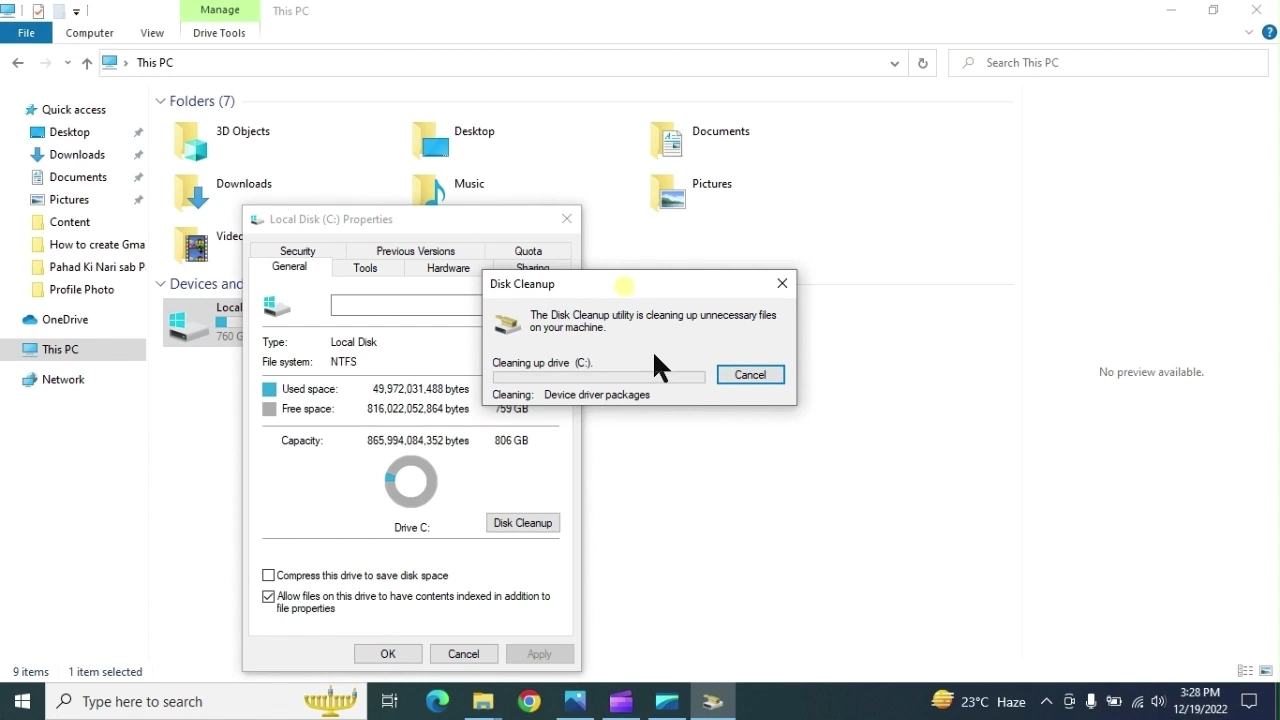 Manage
This PC
File
Computer
View
Drive Tools
This PC
Search This PC
Quick access
Desktop
Downloads
Documents
Pictures
Content
How to create Gma
Pahad Ki Nari sab P
Profile Photo
OneDrive
This PC
Network
Folders (7)
3D Objects
Desktop
Documents
Downloads
Music
Pictures
Devices and
Local
760 G
Local Disk (C:) Properties
Security
Previous Versions
Quota
General
Tools
Hardware
Sharing
Type:
Local Disk
File system:
NTFS
Used space:
49,972,031,488 bytes
Free space:
816,022,052,864 bytes
759 GB
Capacity:
865,994,084,352 bytes
806 GB
Drive C:
Disk Cleanup
Compress this drive to save disk space
Allow files on this drive to have contents indexed in addition to
file properties
OK
Cancel
Apply
Disk Cleanup
The Disk Cleanup utility is cleaning up unnecessary files
on your machine.
Cleaning up drive (C:).
Cancel
Cleaning: Device driver packages
No preview available.
9 items
1 item selected
Type here to search
23°C Haze
3:28 PM
12/19/2022